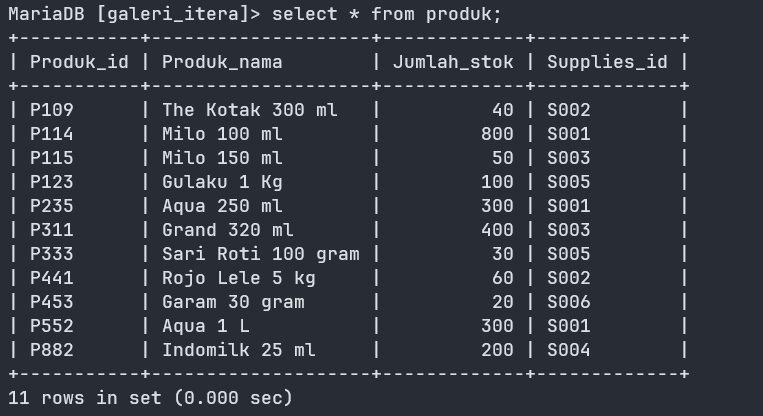 MariaDB [galeri_itera]> select * from produk;
+-----------+--------------------+-------------+-------------+
| Produk_id | Produk_nama        | Jumlah_stok | Supplies_id |
+-----------+--------------------+-------------+-------------+
| P109      | The Kotak 300 ml   |          40 | S002        |
| P114      | Milo 100 ml        |         800 | S001        |
| P115      | Milo 150 ml        |          50 | S003        |
| P123      | Gulaku 1 Kg        |         100 | S005        |
| P235      | Aqua 250 ml        |         300 | S001        |
| P311      | Grand 320 ml       |         400 | S003        |
| P333      | Sari Roti 100 gram |          30 | S005        |
| P441      | Rojo Lele 5 kg     |          60 | S002        |
| P453      | Garam 30 gram      |          20 | S006        |
| P552      | Aqua 1 L           |         300 | S001        |
| P882      | Indomilk 25 ml     |         200 | S004        |
+-----------+--------------------+-------------+-------------+
11 rows in set (0.000 sec)